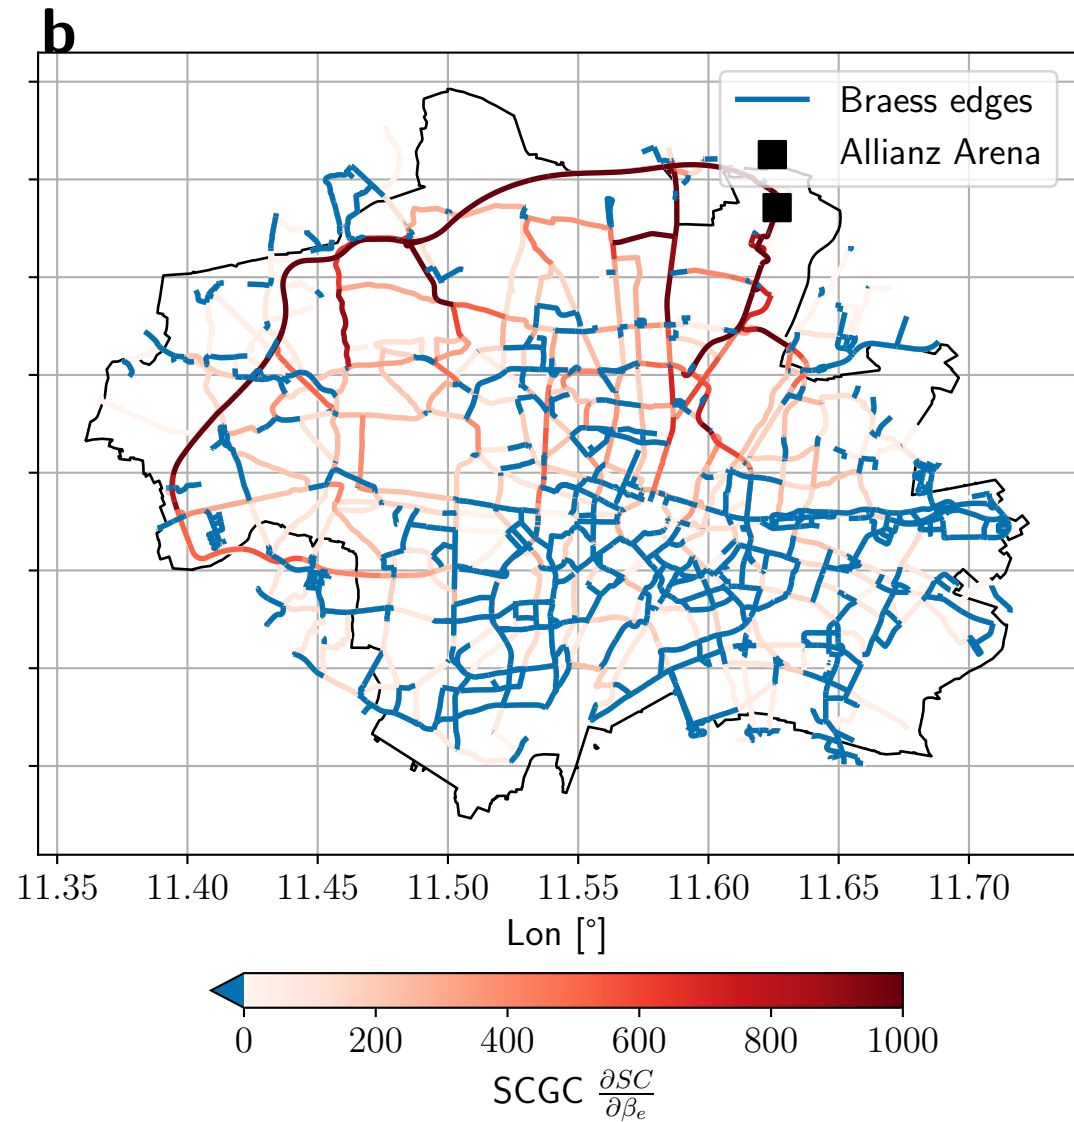 b
Braess edges
Allianz Arena
11.35 11.40 11.45 11.50 11.55 11.60 11.65 11.70
Lon [°]
0 200 400 600 800 1000
SCGC ∂SC/∂βₑ